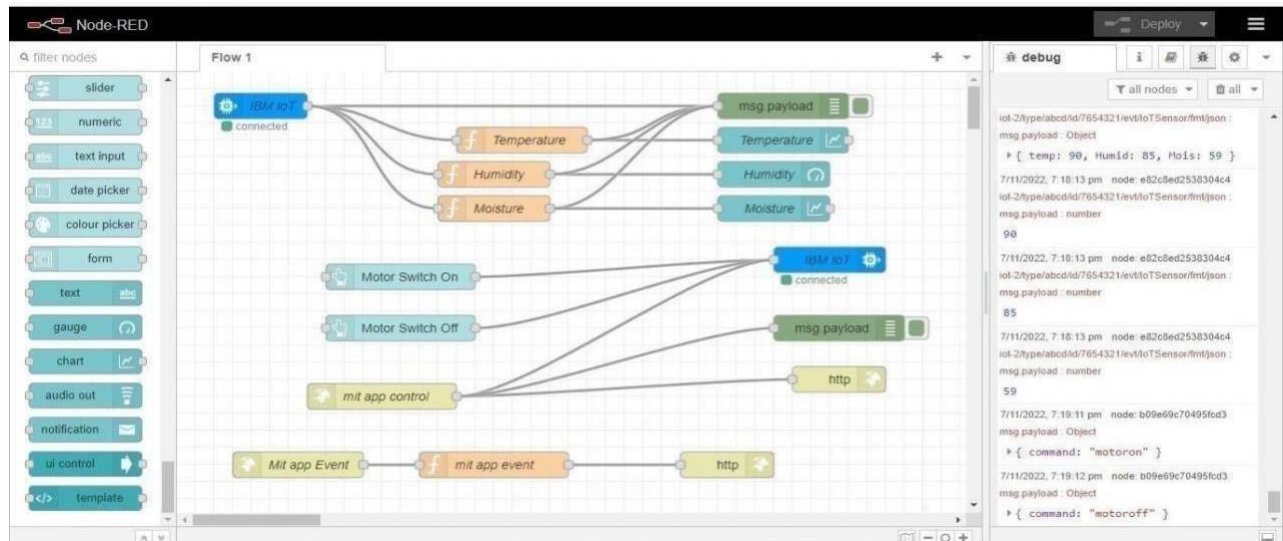 Node-RED
Deploy
filter nodes
Flow 1
debug
i
all nodes
all
slider
numeric
text input
date picker
colour picker
form
text
gauge
chart
audio out
notification
ui control
template
IBM IoT
connected
msg.payload
Temperature
Temperature
Humidity
Humidity
Moisture
Moisture
Motor Switch On
IBM IoT
connected
Motor Switch Off
msg.payload
mit app control
http
Mit app Event
mit app event
http
iot-2/type/abcd/id/7654321/evt/IoTSensor/fmt/json :
msg.payload : Object
{ temp: 90, Humid: 85, Mois: 59 }
7/11/2022, 7:18:13 pm node: e82c8ed2538304c4
iot-2/type/abcd/id/7654321/evt/IoTSensor/fmt/json :
msg.payload : number
90
7/11/2022, 7:18:13 pm node: e82c8ed2538304c4
iot-2/type/abcd/id/7654321/evt/IoTSensor/fmt/json :
msg.payload : number
85
7/11/2022, 7:18:13 pm node: e82c8ed2538304c4
iot-2/type/abcd/id/7654321/evt/IoTSensor/fmt/json :
msg.payload : number
59
7/11/2022, 7:19:11 pm node: b09e69c70495fcd3
msg.payload : Object
{ command: "motoron" }
7/11/2022, 7:19:12 pm node: b09e69c70495fcd3
msg.payload : Object
{ command: "motoroff" }